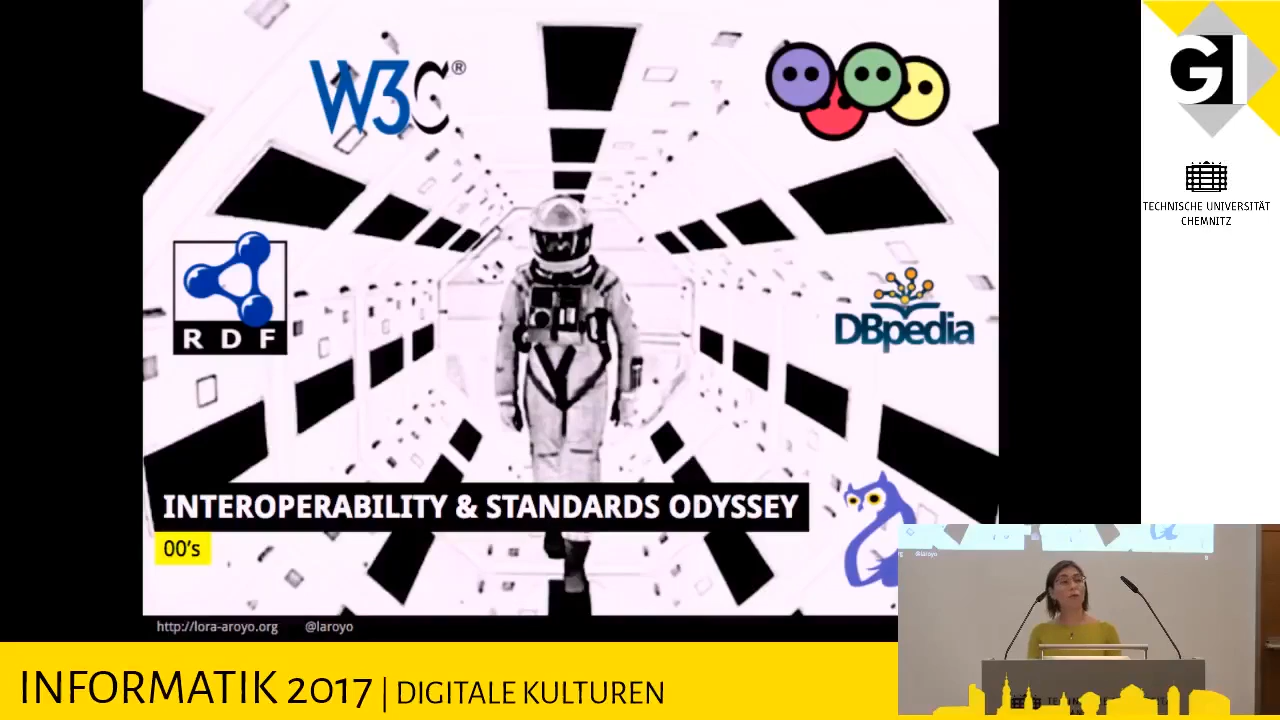 W3C®
RDF
DBpedia
INTEROPERABILITY & STANDARDS ODYSSEY
00's
http://lora-aroyo.org @laroyo
GI
TECHNISCHE UNIVERSITÄT
CHEMNITZ
@laroyo
INFORMATIK 2017 | DIGITALE KULTUREN